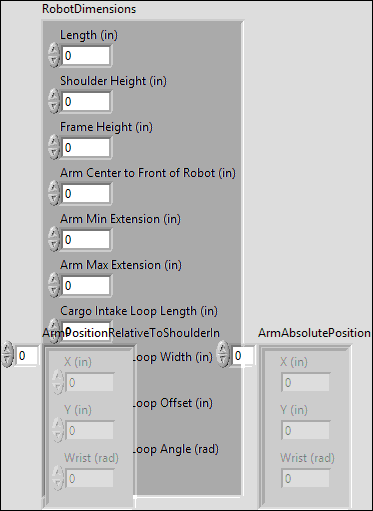 RobotDimensions
Length (in)
0
Shoulder Height (in)
0
Frame Height (in)
0
Arm Center to Front of Robot (in)
0
Arm Min Extension (in)
0
Arm Max Extension (in)
0
Cargo Intake Loop Length (in)
0
ArmPositionRelativeToShoulderIn
ArmAbsolutePosition
0
Loop Width (in)
0
X (in)
0
X (in)
0
Loop Offset (in)
Y (in)
0
Y (in)
0
Loop Angle (rad)
Wrist (rad)
0
Wrist (rad)
0